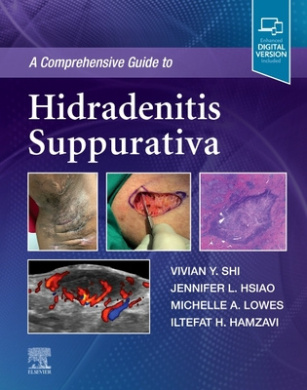 Enhanced
DIGITAL
VERSION
Included
A Comprehensive Guide to
Hidradenitis
Suppurativa
VIVIAN Y. SHI
JENNIFER L. HSIAO
MICHELLE A. LOWES
ILTEFAT H. HAMZAVI
ELSEVIER